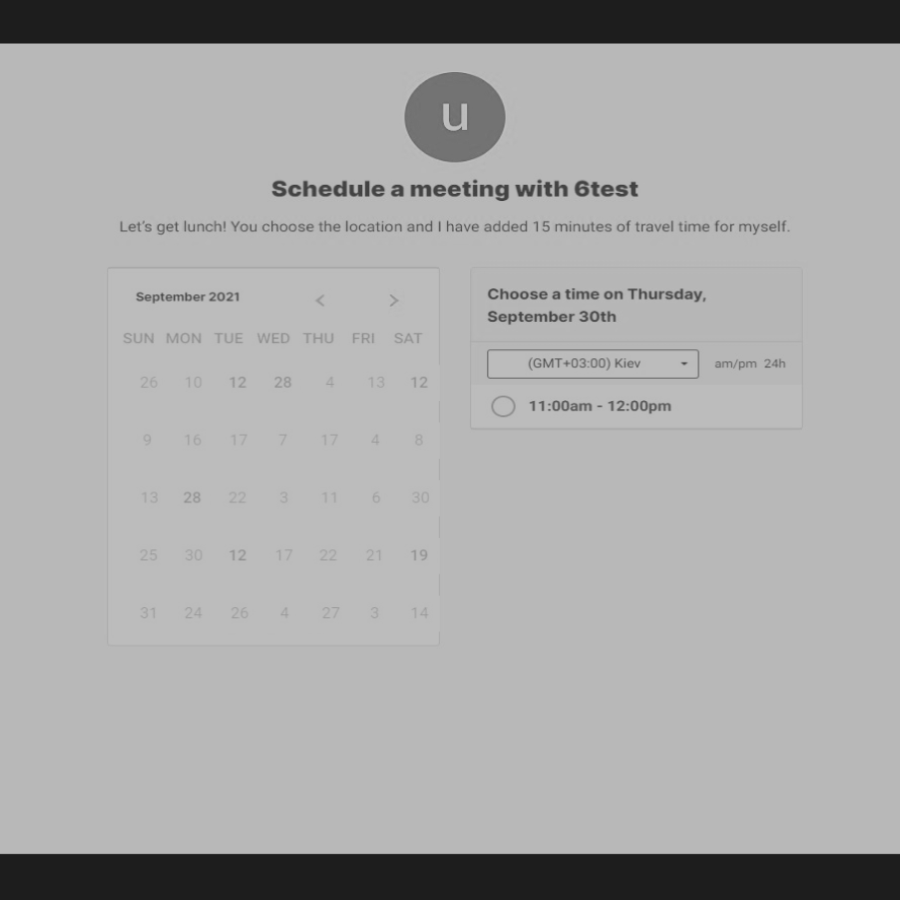 u
Schedule a meeting with 6test
Let's get lunch! You choose the location and I have added 15 minutes of travel time for myself.
September 2021 < >
SUN MON TUE WED THU FRI SAT
26 10 12 28 4 13 12
9 16 17 7 17 4 8
13 28 22 3 11 6 30
25 30 12 17 22 21 19
31 24 26 4 27 3 14
Choose a time on Thursday,
September 30th
(GMT+03:00) Kiev am/pm 24h
11:00am - 12:00pm